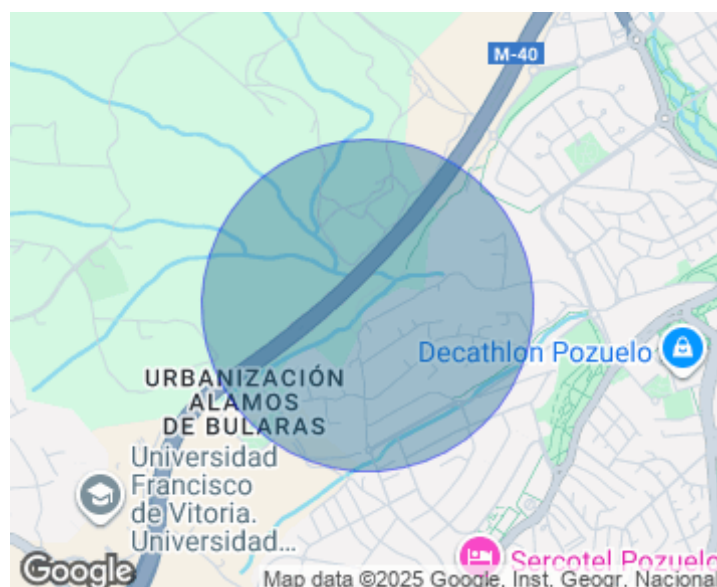 M-40
Decathlon Pozuelo
URBANIZACIÓN
ALAMOS
DE BULARAS
Universidad
Francisco
de Vitoria.
Universidad...
Sercotel Pozuelo
Google
Map data ©2025 Google, Inst. Geogr. Nacional